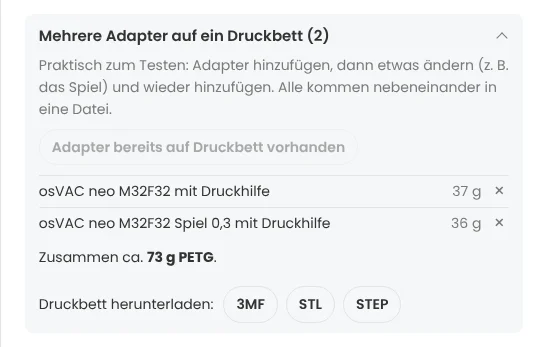 Mehrere Adapter auf ein Druckbett (2)
Praktisch zum Testen: Adapter hinzufügen, dann etwas ändern (z. B.
das Spiel) und wieder hinzufügen. Alle kommen nebeneinander in
eine Datei.
Adapter bereits auf Druckbett vorhanden
osVAC neo M32F32 mit Druckhilfe 37 g ×
osVAC neo M32F32 Spiel 0,3 mit Druckhilfe 36 g ×
Zusammen ca. 73 g PETG.
Druckbett herunterladen: 3MF STL STEP